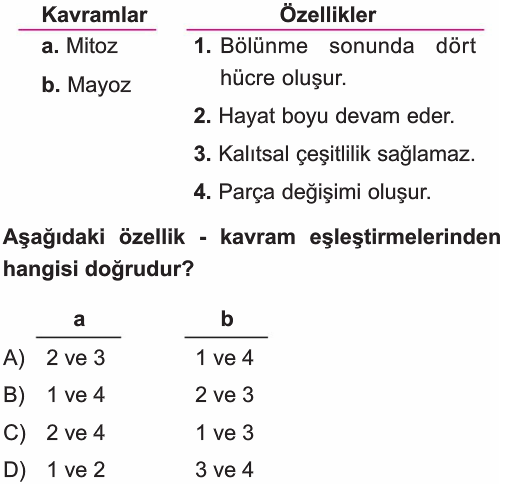 Kavramlar Özellikler
a. Mitoz 1. Bölünme sonunda dört
hücre oluşur.
b. Mayoz
2. Hayat boyu devam eder.
3. Kalıtsal çeşitlilik sağlamaz.
4. Parça değişimi oluşur.
Aşağıdaki özellik - kavram eşleştirmelerinden
hangisi doğrudur?
a b
A) 2 ve 3 1 ve 4
B) 1 ve 4 2 ve 3
C) 2 ve 4 1 ve 3
D) 1 ve 2 3 ve 4